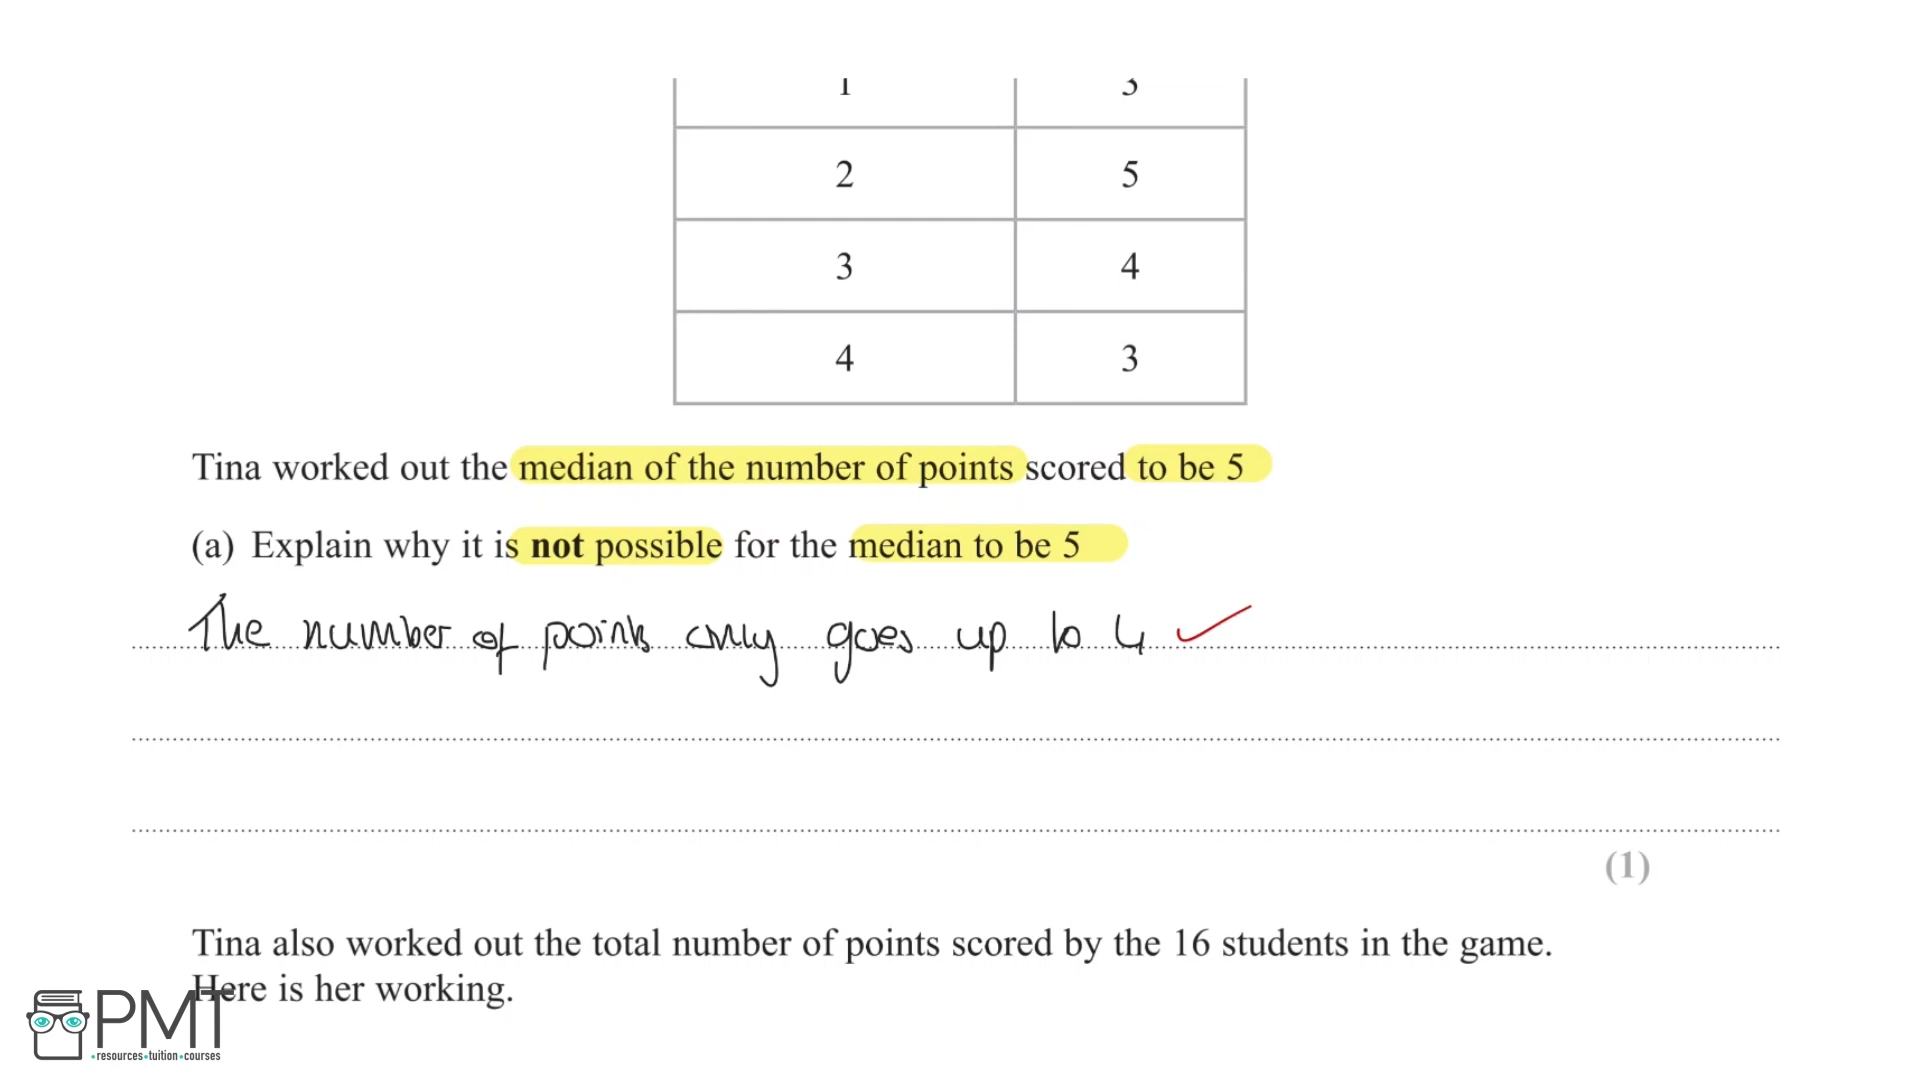 1 3
2 5
3 4
4 3
Tina worked out the median of the number of points scored to be 5
(a) Explain why it is not possible for the median to be 5
The number of points only goes up to 4
(1)
Tina also worked out the total number of points scored by the 16 students in the game.
Here is her working.
PMT
resources tuition courses